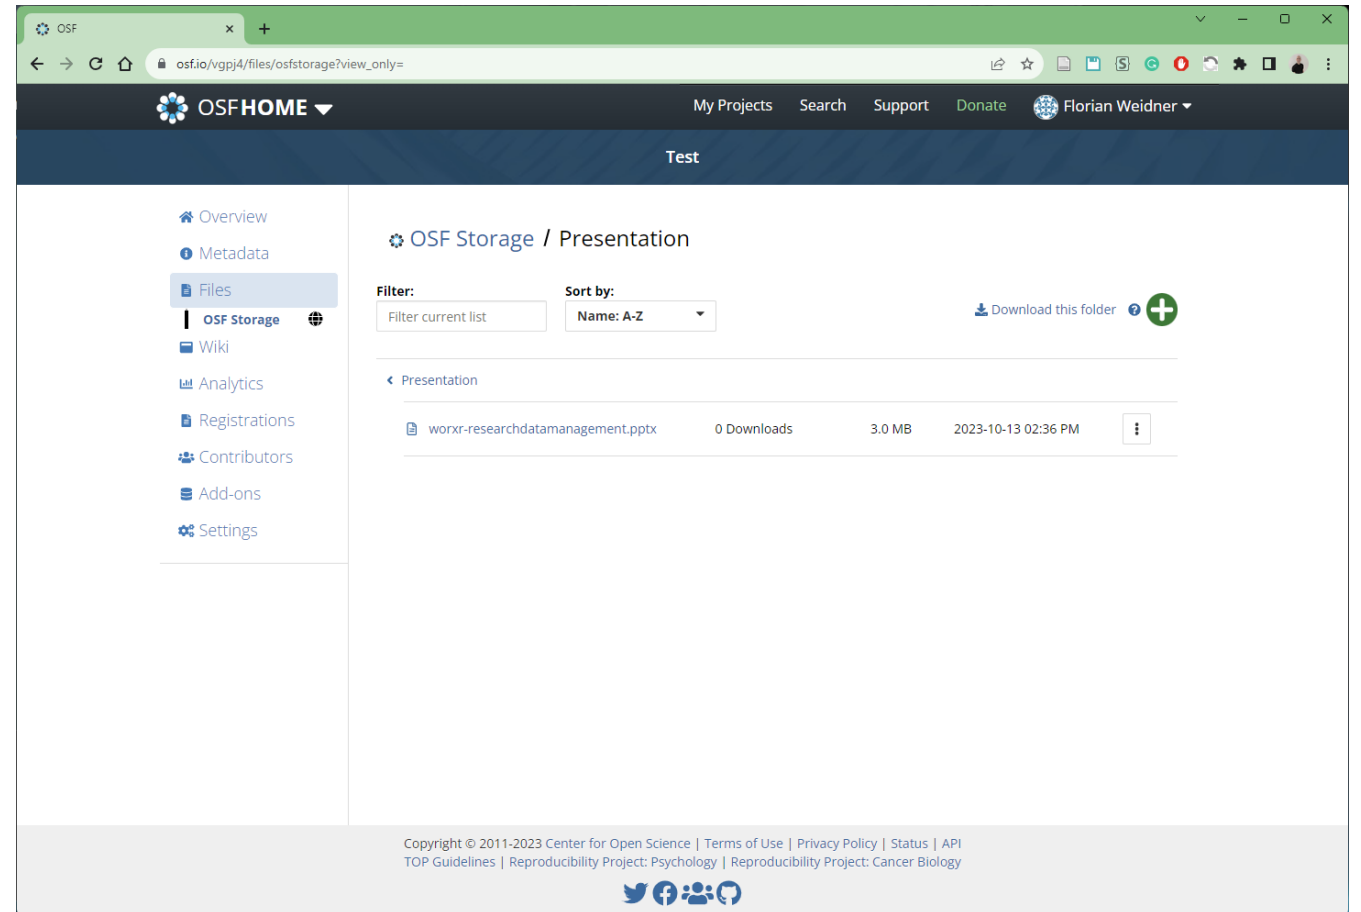 OSF
osf.io/vgpj4/files/osfstorage?view_only=
OSFHOME My Projects Search Support Donate Florian Weidner
Test
Overview
Metadata
Files
OSF Storage
Wiki
Analytics
Registrations
Contributors
Add-ons
Settings
OSF Storage / Presentation
Filter: Sort by:
Filter current list Name: A-Z Download this folder
Presentation
worxr-researchdatamanagement.pptx 0 Downloads 3.0 MB 2023-10-13 02:36 PM
Copyright © 2011-2023 Center for Open Science | Terms of Use | Privacy Policy | Status | API
TOP Guidelines | Reproducibility Project: Psychology | Reproducibility Project: Cancer Biology